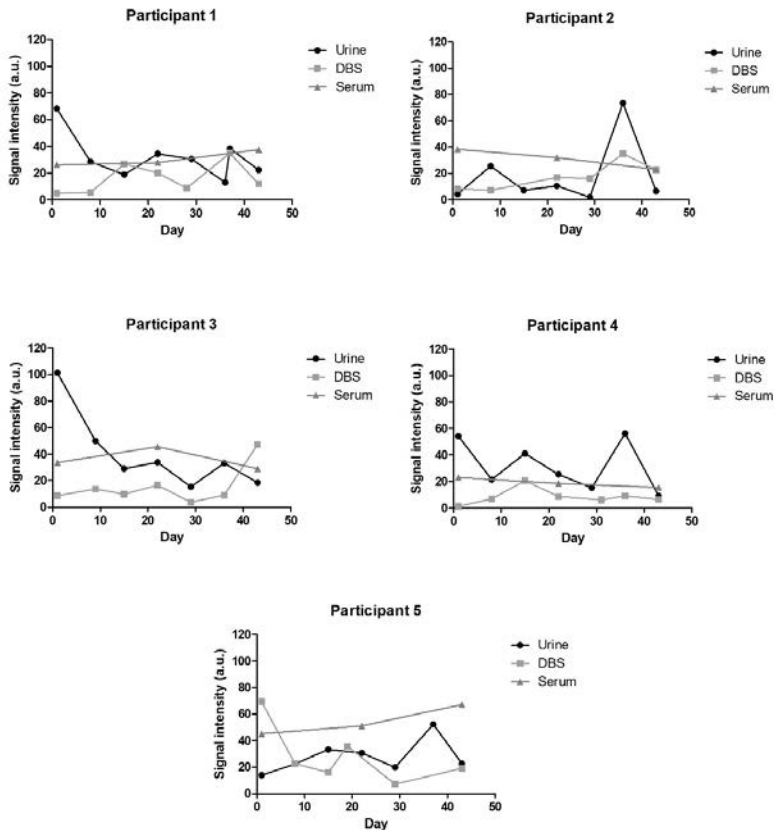 Participant 1
Urine
DBS
Serum
Signal intensity (a.u.)
120
100
80
60
40
20
0
0 10 20 30 40 50
Day
Participant 2
Urine
DBS
Serum
Signal intensity (a.u.)
120
100
80
60
40
20
0
0 10 20 30 40 50
Day
Participant 3
Urine
DBS
Serum
Signal intensity (a.u.)
120
100
80
60
40
20
0
0 10 20 30 40 50
Day
Participant 4
Urine
DBS
Serum
Signal intensity (a.u.)
120
100
80
60
40
20
0
0 10 20 30 40 50
Day
Participant 5
Urine
DBS
Serum
Signal intensity (a.u.)
120
100
80
60
40
20
0
0 10 20 30 40 50
Day